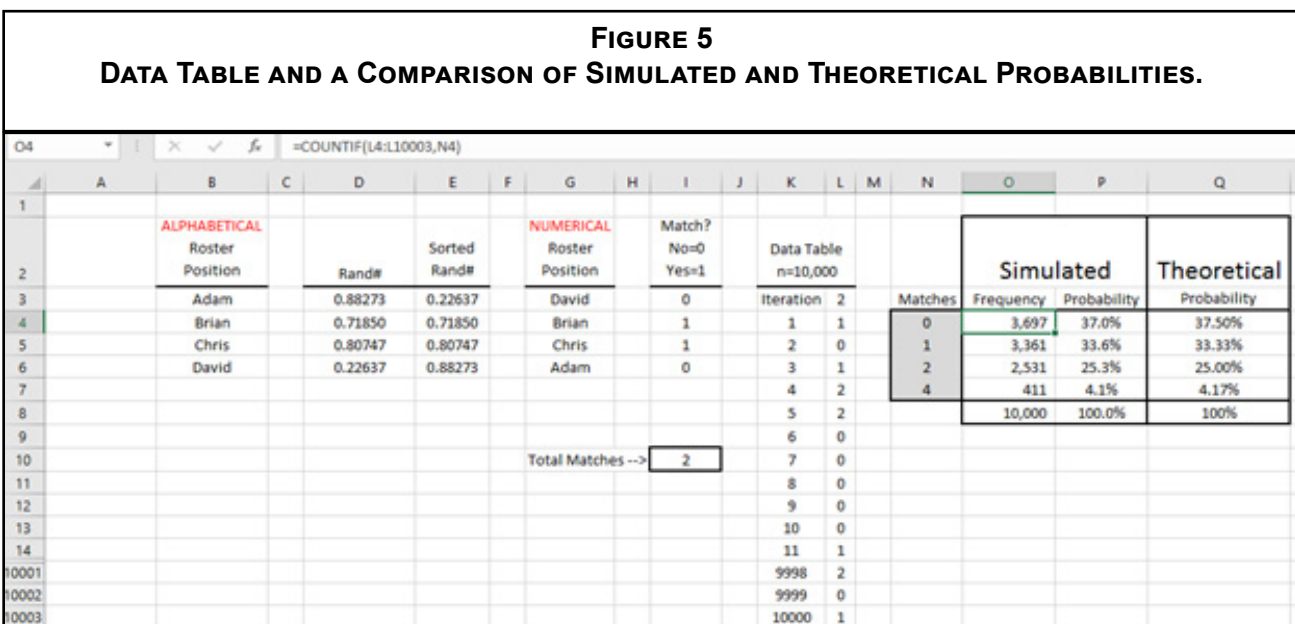 FIGURE 5
DATA TABLE AND A COMPARISON OF SIMULATED AND THEORETICAL PROBABILITIES.
O4 fx =COUNTIF(L4:L10003,N4)
A B C D E F G H I J K L M N O P Q
1
ALPHABETICAL NUMERICAL Match?
Roster Sorted Roster No=0 Data Table
2 Position Rand# Rand# Position Yes=1 n=10,000 Simulated Theoretical
3 Adam 0.88273 0.22637 David 0 Iteration 2 Matches Frequency Probability Probability
4 Brian 0.71850 0.71850 Brian 1 1 1 0 3,697 37.0% 37.50%
5 Chris 0.80747 0.80747 Chris 1 2 0 1 3,361 33.6% 33.33%
6 David 0.22637 0.88273 Adam 0 3 1 2 2,531 25.3% 25.00%
7 4 2 4 411 4.1% 4.17%
8 5 2 10,000 100.0% 100%
9 6 0
10 Total Matches --> 2 7 0
11 8 0
12 9 0
13 10 0
14 11 1
10001 9998 2
10002 9999 0
10003 10000 1